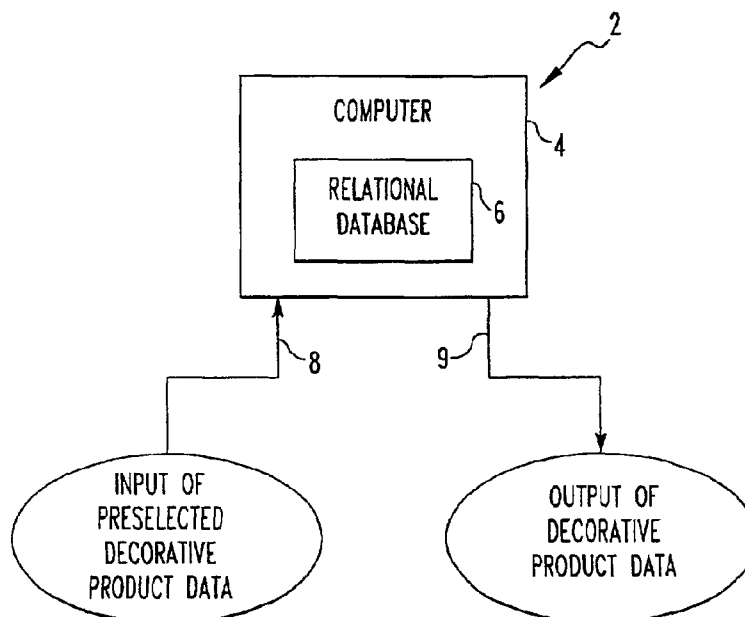 2
COMPUTER
4
RELATIONAL
DATABASE
6
8
9
INPUT OF
PRESELECTED
DECORATIVE
PRODUCT DATA
OUTPUT OF
DECORATIVE
PRODUCT DATA